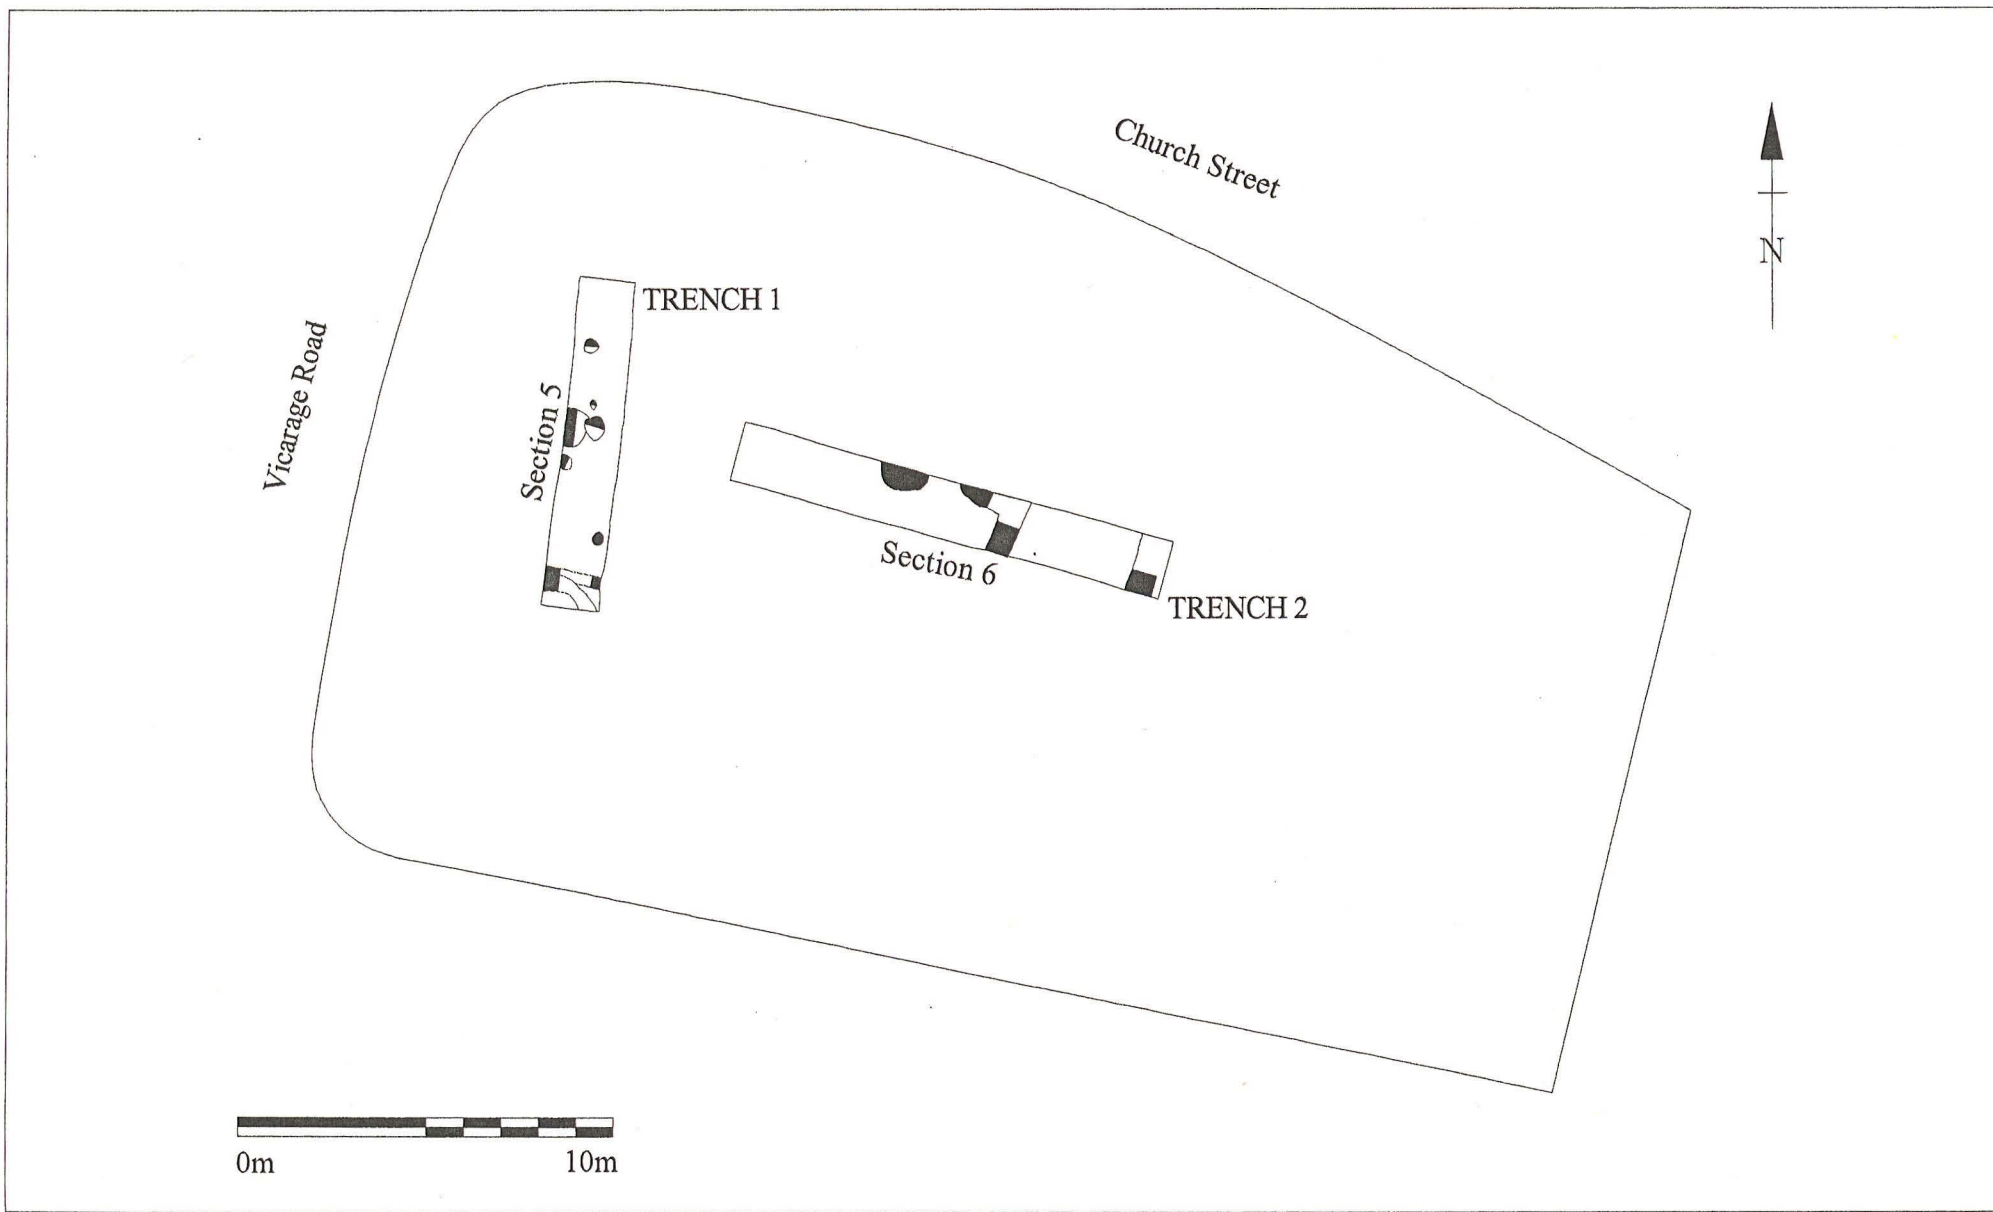 Church Street
N
TRENCH 1
Vicarage Road
Section 5
Section 6
TRENCH 2
0m
10m